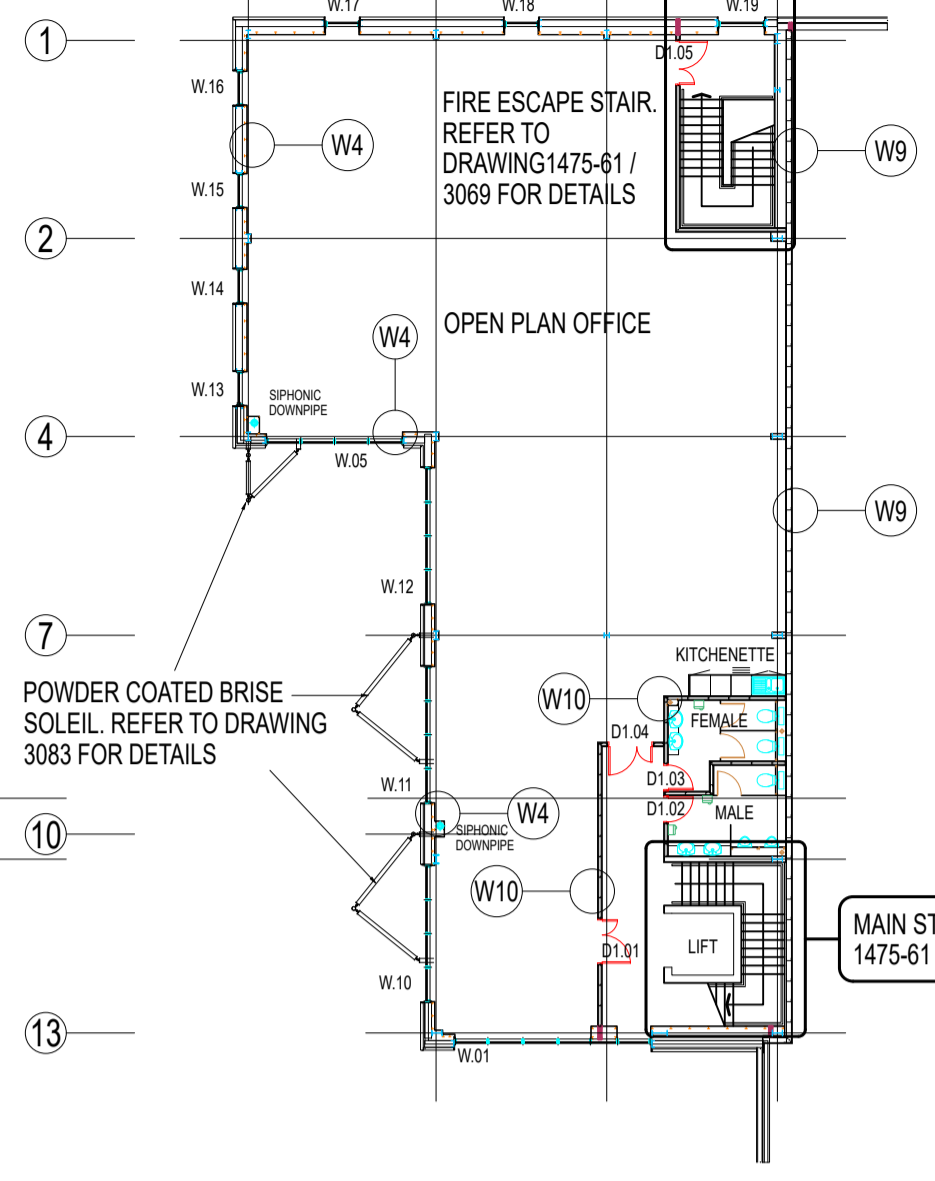 W.17
W.18
W.19
1
D1.05
W.16
FIRE ESCAPE STAIR.
REFER TO
DRAWING1475-61 /
3069 FOR DETAILS
W4
W9
W.15
2
W.14
W4
OPEN PLAN OFFICE
W.13
SIPHONIC
DOWNPIPE
4
W.05
W9
W.12
7
KITCHENETTE
POWDER COATED BRISE
SOLEIL. REFER TO DRAWING
3083 FOR DETAILS
W10
FEMALE
D1.04
D1.03
W.11
D1.02
MALE
W4
10
SIPHONIC
DOWNPIPE
W10
MAIN ST
1475-61
LIFT
D1.01
W.10
13
W.01